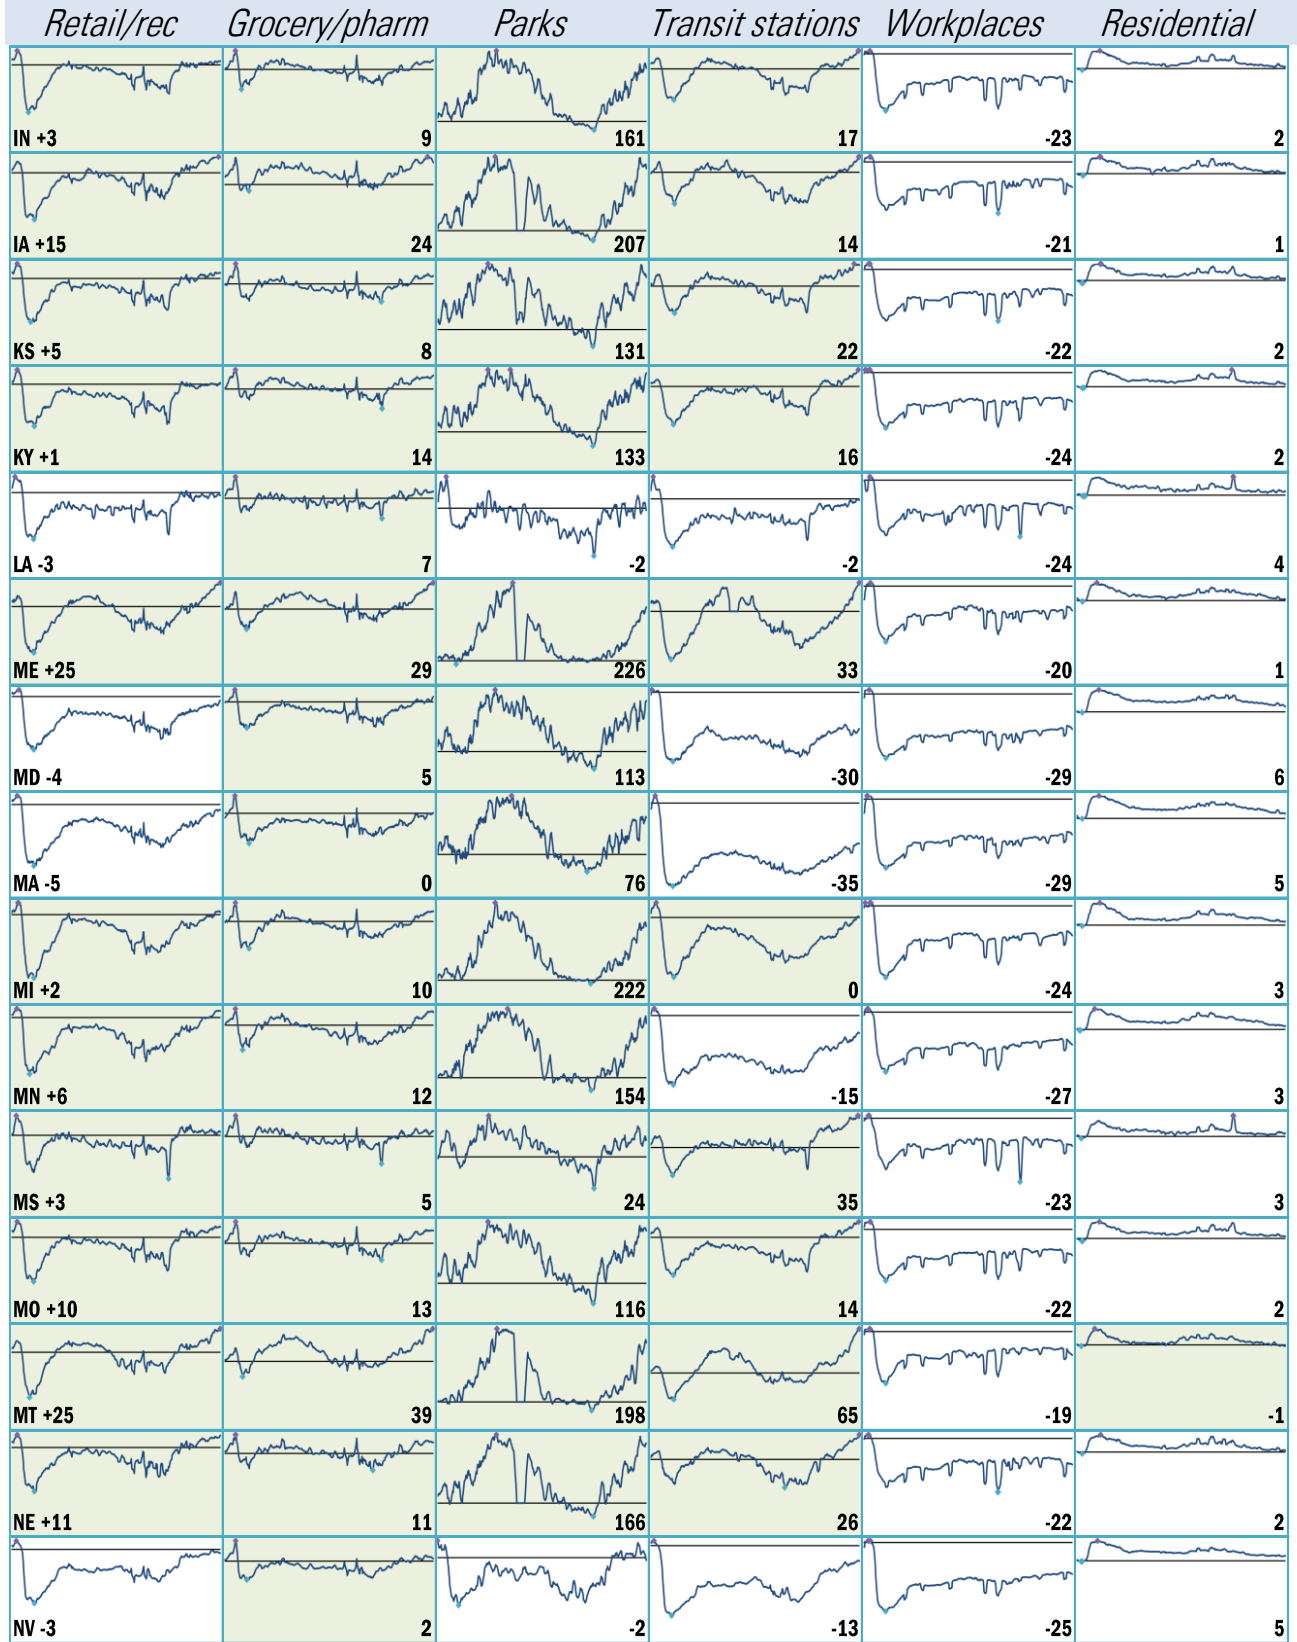 Retail/rec Grocery/pharm Parks Transit stations Workplaces Residential
IN +3 9 161 17 -23 2
IA +15 24 207 14 -21 1
KS +5 8 131 22 -22 2
KY +1 14 133 16 -24 2
LA -3 7 -2 -2 -24 4
ME +25 29 226 33 -20 1
MD -4 5 113 -30 -29 6
MA -5 0 76 -35 -29 5
MI +2 10 222 0 -24 3
MN +6 12 154 -15 -27 3
MS +3 5 24 35 -23 3
MO +10 13 116 14 -22 2
MT +25 39 198 65 -19 -1
NE +11 11 166 26 -22 2
NV -3 2 -2 -13 -25 5